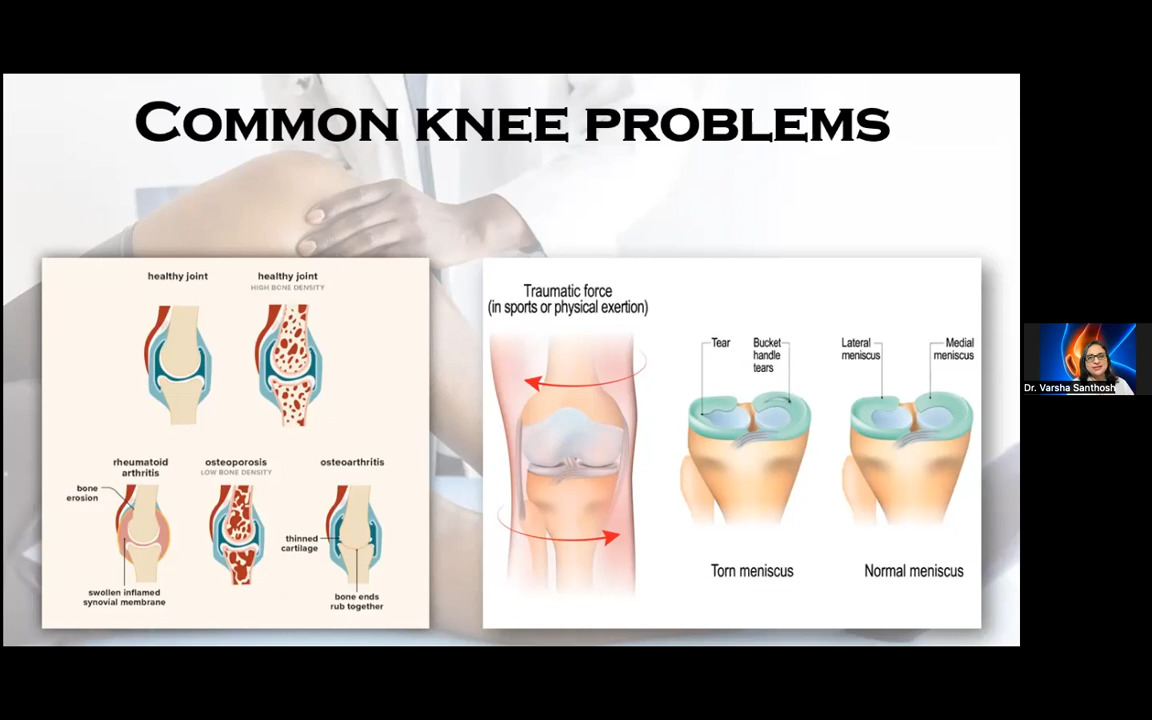 COMMON KNEE PROBLEMS
healthy joint
healthy joint
HIGH BONE DENSITY
rheumatoid
arthritis
osteoporosis
LOW BONE DENSITY
osteoarthritis
bone
erosion
thinned
cartilage
swollen inflamed
synovial membrane
bone ends
rub together
Traumatic force
(in sports or physical exertion)
Tear
Bucket
handle
tears
Lateral
meniscus
Medial
meniscus
Torn meniscus
Normal meniscus
Dr. Varsha Santhosh